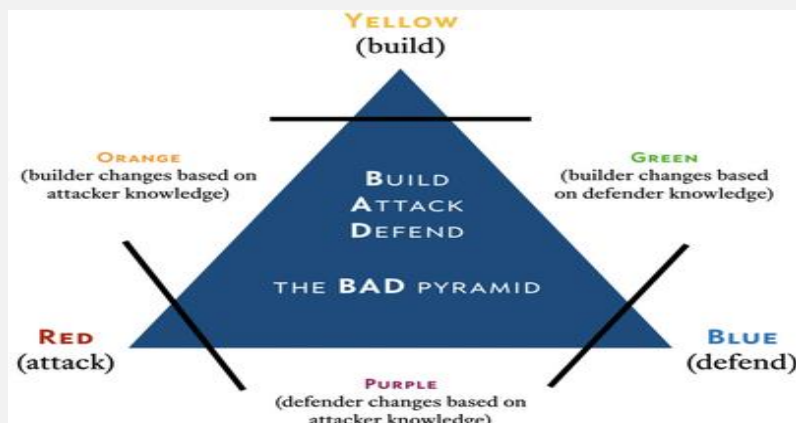 YELLOW
(build)
ORANGE
(builder changes based on
attacker knowledge)
GREEN
(builder changes based
on defender knowledge)
BUILD
ATTACK
DEFEND
THE BAD PYRAMID
RED
(attack)
BLUE
(defend)
PURPLE
(defender changes based on
attacker knowledge)